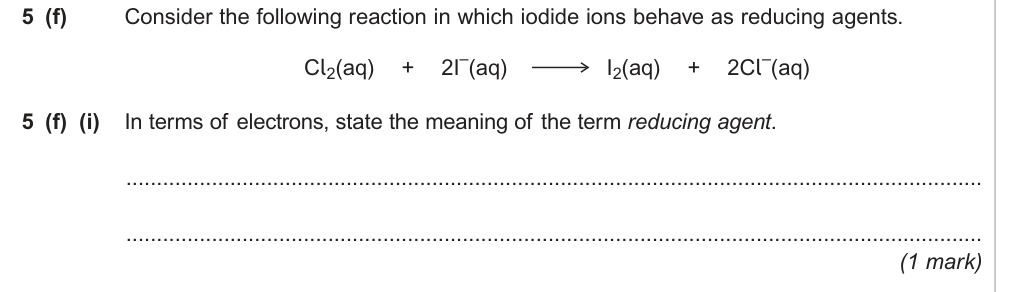 5 (f) Consider the following reaction in which iodide ions behave as reducing agents.
Cl₂(aq) + 2I⁻(aq) ⟶ I₂(aq) + 2Cl⁻(aq)
5 (f) (i) In terms of electrons, state the meaning of the term reducing agent.
(1 mark)